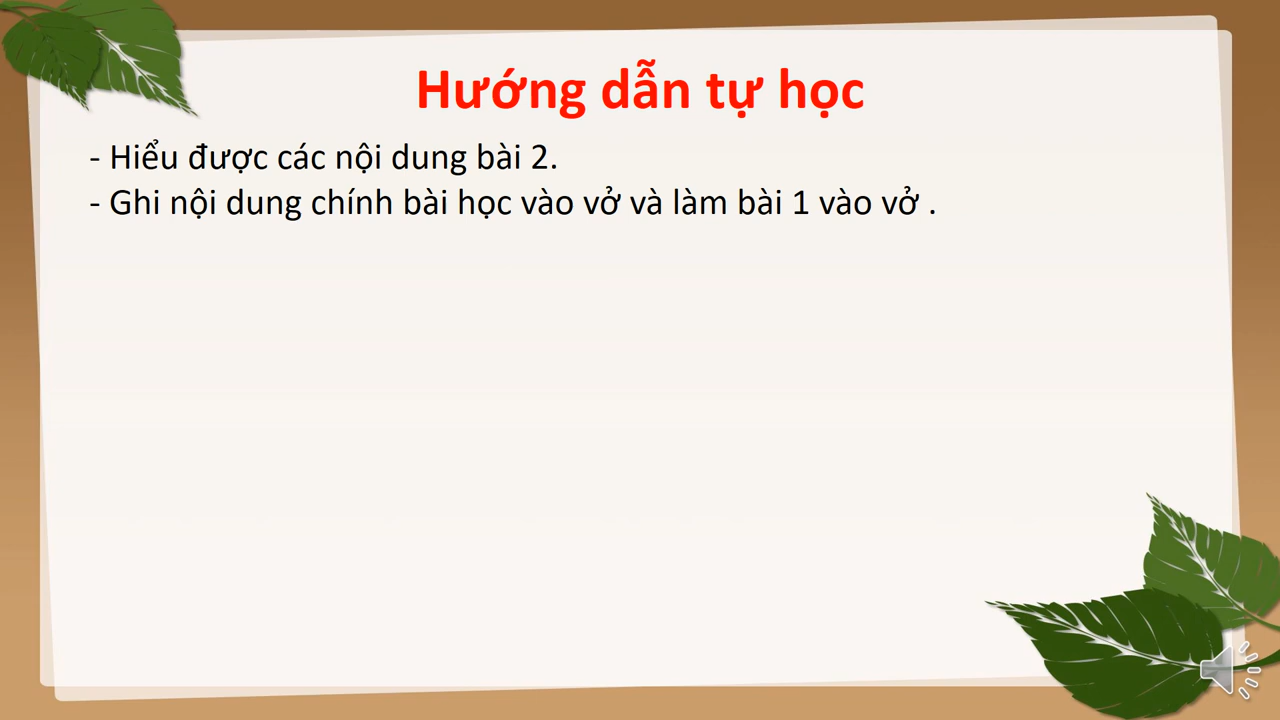 Hướng dẫn tự học
- Hiểu được các nội dung bài 2.
- Ghi nội dung chính bài học vào vở và làm bài 1 vào vở .